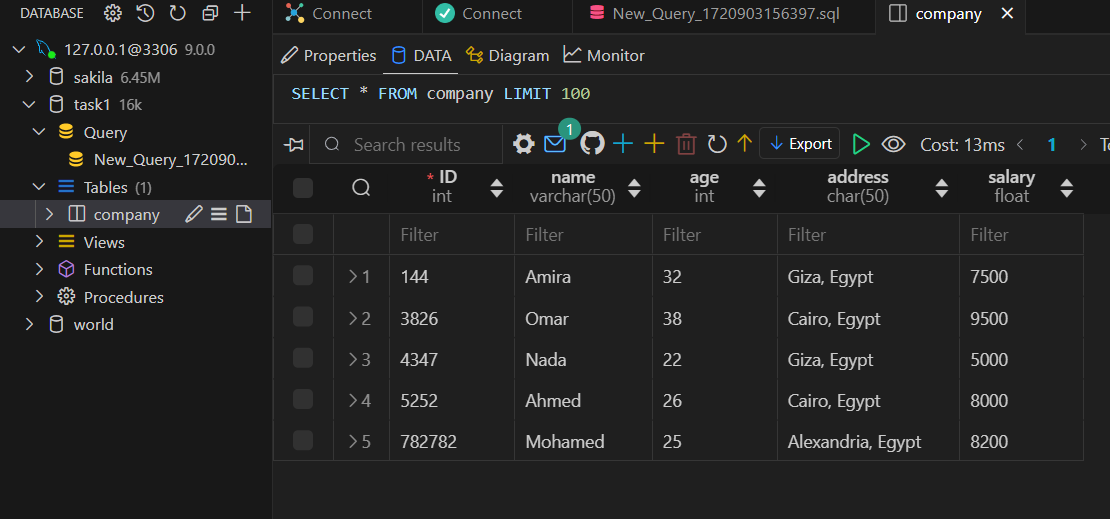 DATABASE
127.0.0.1@3306 9.0.0
sakila 6.45M
task1 16k
Query
New_Query_172090...
Tables (1)
company
Views
Functions
Procedures
world
Connect
Connect
New_Query_1720903156397.sql
company
Properties
DATA
Diagram
Monitor
SELECT * FROM company LIMIT 100
Search results
1
Export
Cost: 13ms
1
To
* ID
int
name
varchar(50)
age
int
address
char(50)
salary
float
Filter Filter Filter Filter Filter
1 144 Amira 32 Giza, Egypt 7500
2 3826 Omar 38 Cairo, Egypt 9500
3 4347 Nada 22 Giza, Egypt 5000
4 5252 Ahmed 26 Cairo, Egypt 8000
5 782782 Mohamed 25 Alexandria, Egypt 8200